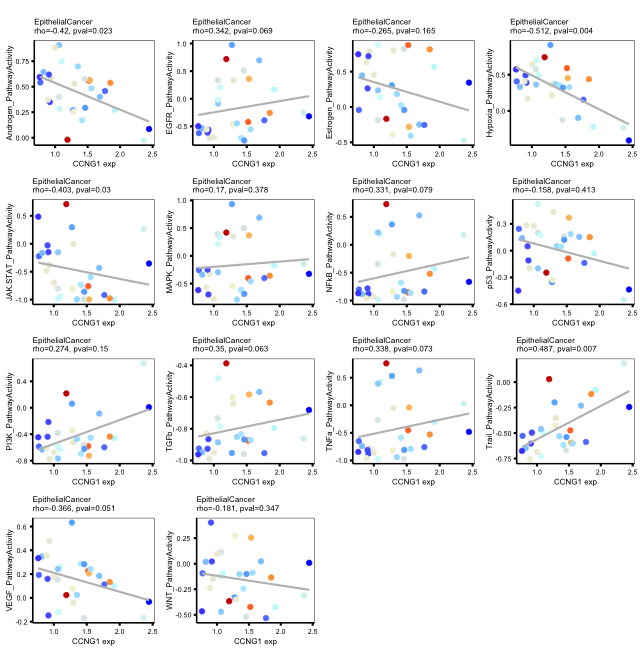 EpithelialCancer
rho=-0.42, pval=0.023
Androgen_PathwayActivity
0.75
0.50
0.25
0.00
1.0 1.5 2.0 2.5
CCNG1 exp
EpithelialCancer
rho=0.342, pval=0.069
EGFR_PathwayActivity
1.0
0.5
0.0
-0.5
1.0 1.5 2.0 2.5
CCNG1 exp
EpithelialCancer
rho=-0.265, pval=0.165
Estrogen_PathwayActivity
0.5
0.0
-0.5
1.0 1.5 2.0 2.5
CCNG1 exp
EpithelialCancer
rho=-0.512, pval=0.004
Hypoxia_PathwayActivity
0.5
0.0
1.0 1.5 2.0 2.5
CCNG1 exp
EpithelialCancer
rho=-0.403, pval=0.03
JAK.STAT_PathwayActivity
0.5
0.0
-0.5
-1.0
1.0 1.5 2.0 2.5
CCNG1 exp
EpithelialCancer
rho=0.17, pval=0.378
MAPK_PathwayActivity
1.0
0.5
0.0
-0.5
1.0 1.5 2.0 2.5
CCNG1 exp
EpithelialCancer
rho=0.331, pval=0.079
NFkB_PathwayActivity
0.5
0.0
-0.5
-1.0
1.0 1.5 2.0 2.5
CCNG1 exp
EpithelialCancer
rho=-0.158, pval=0.413
p53_PathwayActivity
0.3
0.0
-0.3
-0.6
1.0 1.5 2.0 2.5
CCNG1 exp
EpithelialCancer
rho=0.274, pval=0.15
PI3K_PathwayActivity
0.4
0.0
-0.4
-0.8
1.0 1.5 2.0 2.5
CCNG1 exp
EpithelialCancer
rho=0.35, pval=0.063
TGFb_PathwayActivity
-0.4
-0.6
-0.8
-1.0
1.0 1.5 2.0 2.5
CCNG1 exp
EpithelialCancer
rho=0.338, pval=0.073
TNFa_PathwayActivity
0.5
0.0
-0.5
-1.0
1.0 1.5 2.0 2.5
CCNG1 exp
EpithelialCancer
rho=0.487, pval=0.007
Trail_PathwayActivity
0.00
-0.25
-0.50
-0.75
1.0 1.5 2.0 2.5
CCNG1 exp
EpithelialCancer
rho=-0.366, pval=0.051
VEGF_PathwayActivity
0.6
0.4
0.2
0.0
-0.2
1.0 1.5 2.0 2.5
CCNG1 exp
EpithelialCancer
rho=-0.181, pval=0.347
WNT_PathwayActivity
0.25
0.00
-0.25
-0.50
1.0 1.5 2.0 2.5
CCNG1 exp